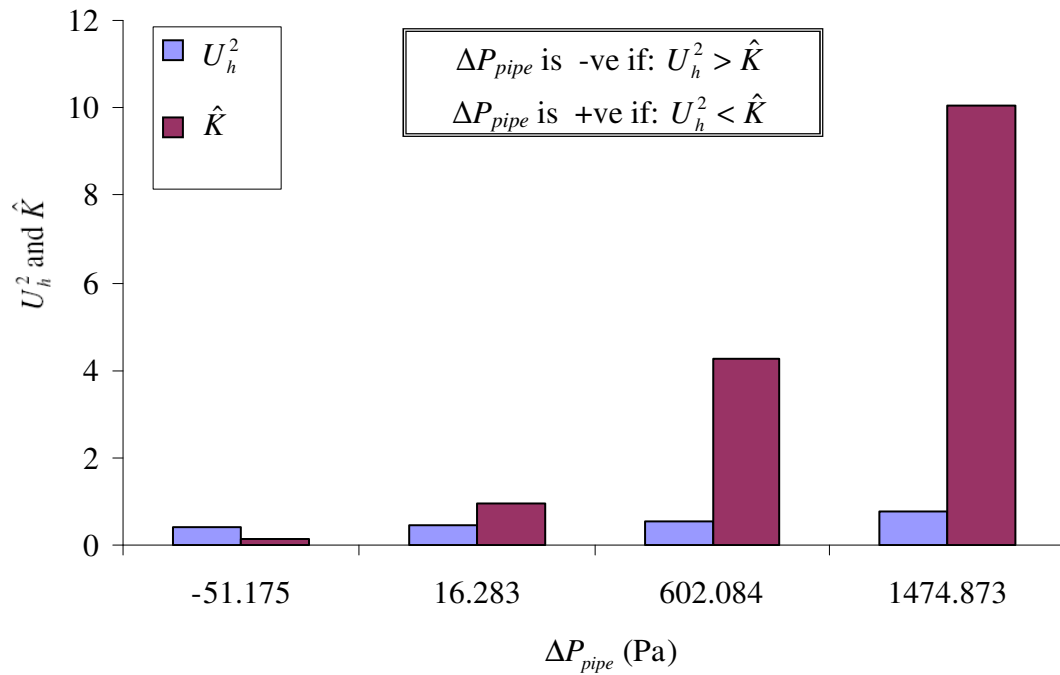 12
10
8
6
4
2
0
U_h^2 and K̂
U_h^2
K̂
ΔP_pipe is -ve if: U_h^2 > K̂
ΔP_pipe is +ve if: U_h^2 < K̂
-51.175 16.283 602.084 1474.873
ΔP_pipe (Pa)